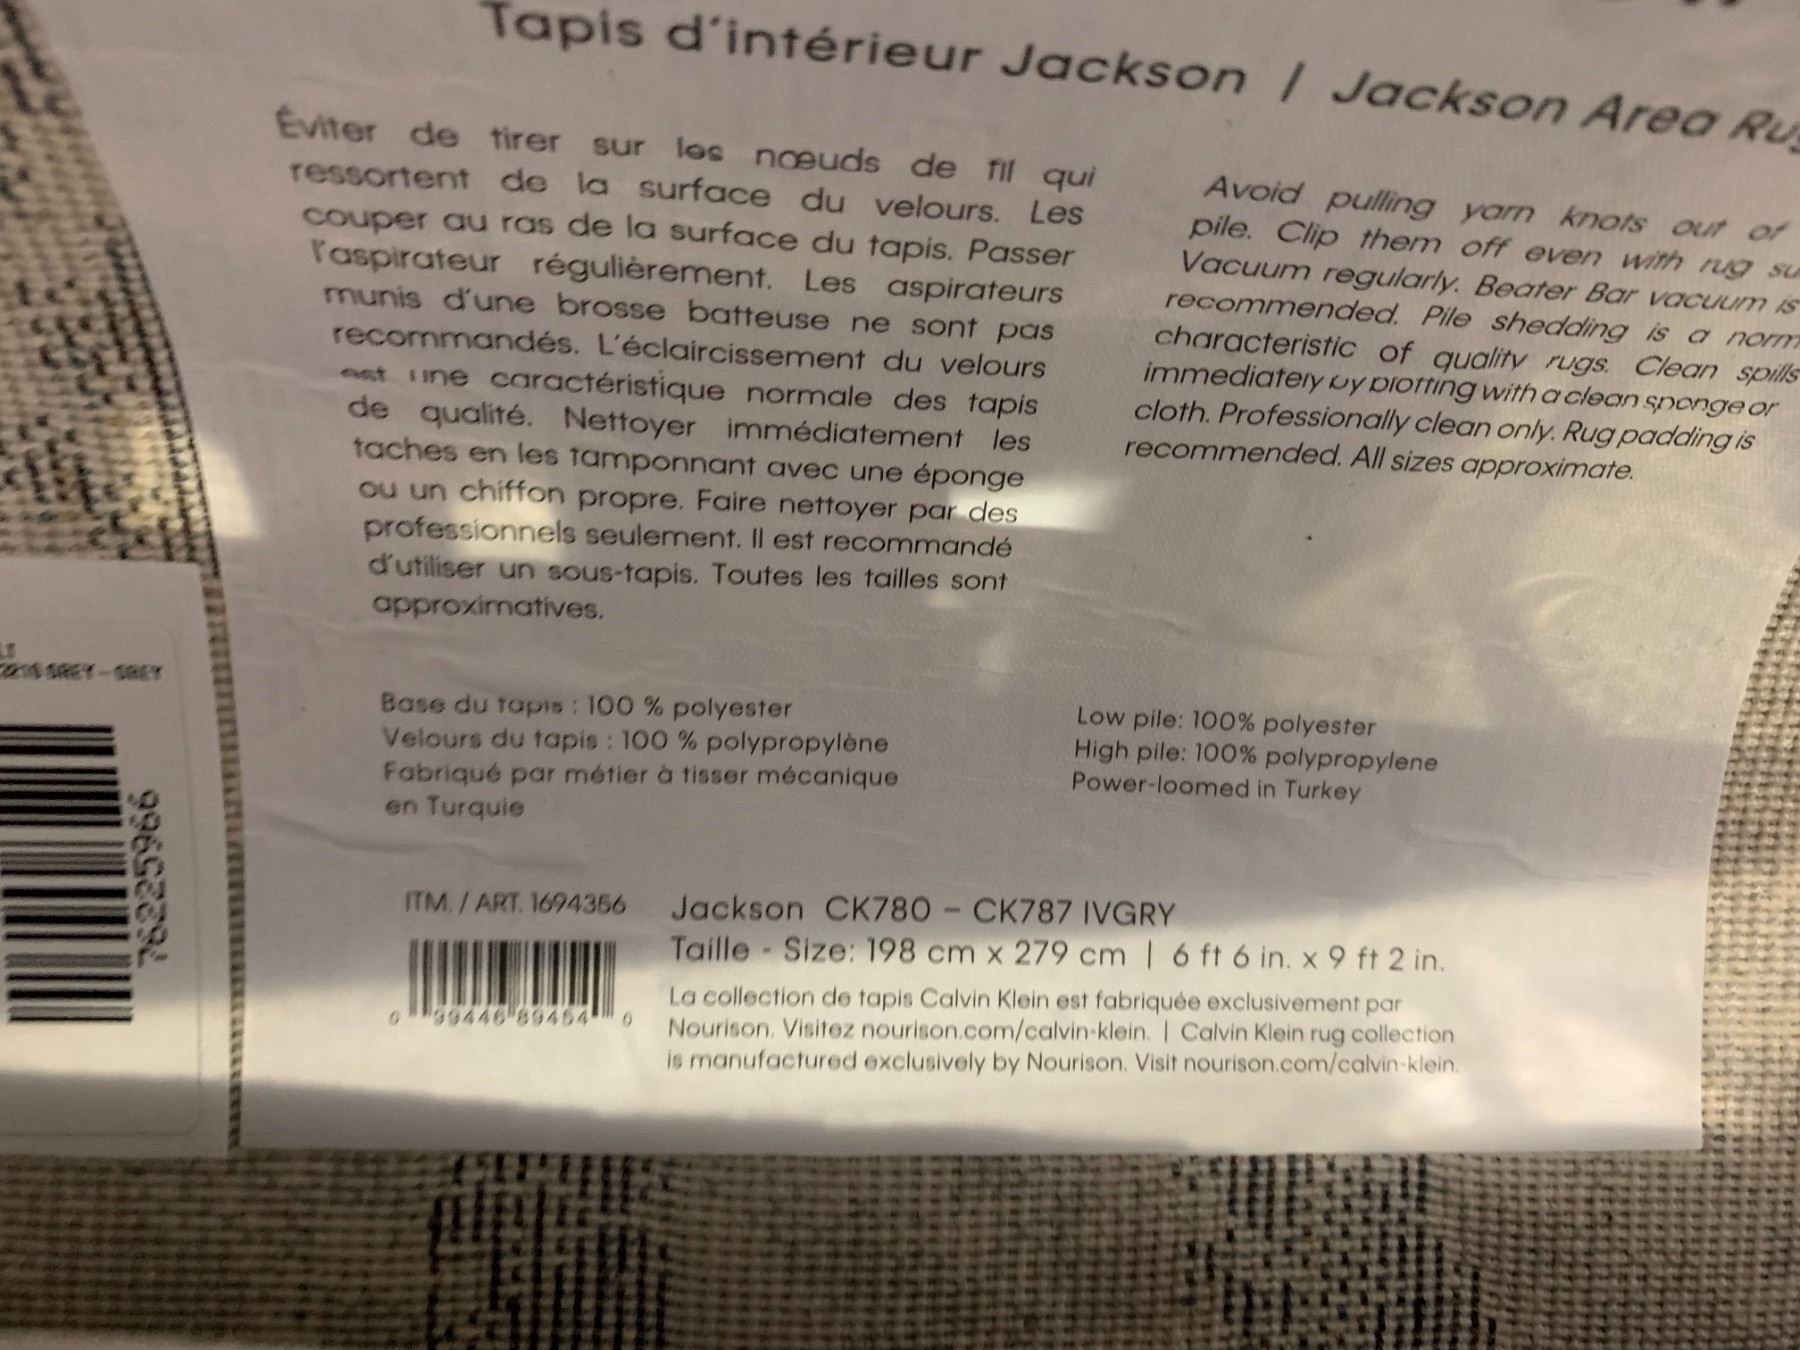 Tapis d'intérieur Jackson | Jackson Area Ru
Éviter de tirer sur les nœuds de fil qui
ressortent de la surface du velours. Les
couper au ras de la surface du tapis. Passer
l'aspirateur régulièrement. Les aspirateurs
munis d'une brosse batteuse ne sont pas
recommandés. L'éclaircissement du velours
est une caractéristique normale des tapis
de qualité. Nettoyer immédiatement les
taches en les tamponnant avec une éponge
ou un chiffon propre. Faire nettoyer par des
professionnels seulement. Il est recommandé
d'utiliser un sous-tapis. Toutes les tailles sont
approximatives.
Avoid pulling yarn knots out of
pile. Clip them off even with rug su
Vacuum regularly. Beater Bar vacuum is
recommended. Pile shedding is a norm
characteristic of quality rugs. Clean spills
immediately by blotting with a clean sponge or
cloth. Professionally clean only. Rug padding is
recommended. All sizes approximate.
Base du tapis : 100 % polyester
Velours du tapis : 100 % polypropylène
Fabriqué par métier à tisser mécanique
en Turquie
Low pile: 100% polyester
High pile: 100% polypropylene
Power-loomed in Turkey
GREY-GREY
ITM. / ART. 1694356
0 99446 89454 0
Jackson CK780 – CK787 IVGRY
Taille - Size: 198 cm x 279 cm | 6 ft 6 in. x 9 ft 2 in.
La collection de tapis Calvin Klein est fabriquée exclusivement par
Nourison. Visitez nourison.com/calvin-klein. | Calvin Klein rug collection
is manufactured exclusively by Nourison. Visit nourison.com/calvin-klein.